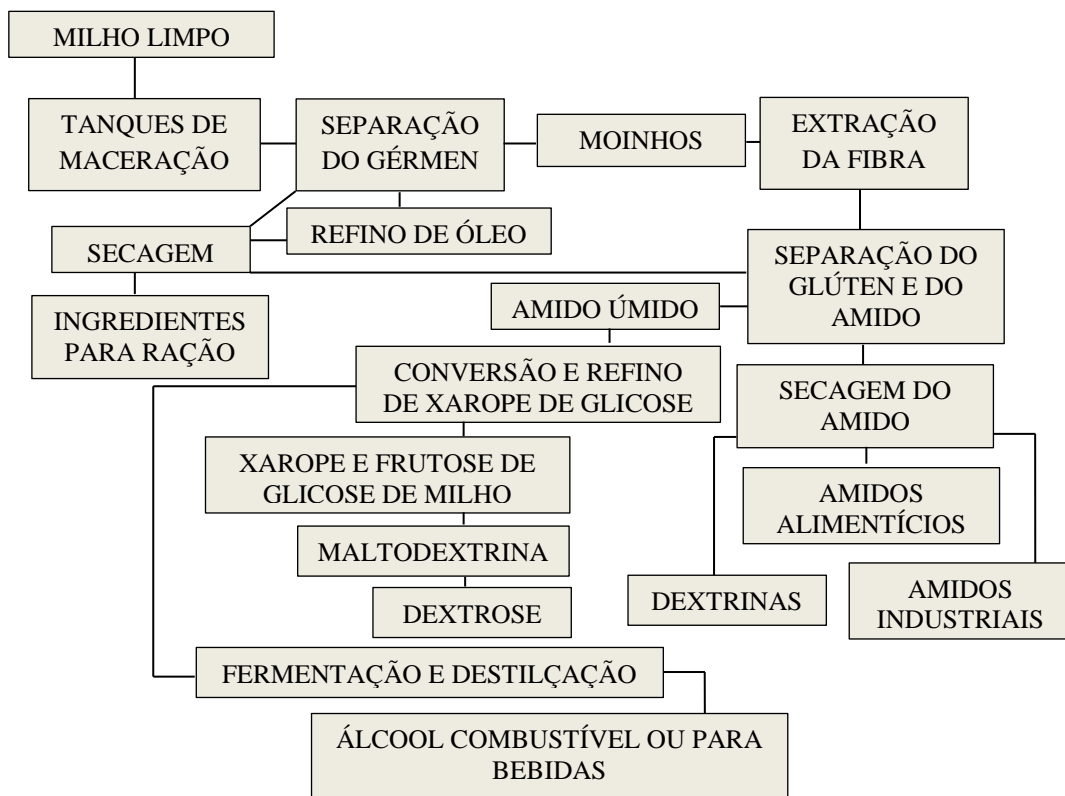 MILHO LIMPO
TANQUES DE
MACERAÇÃO
SEPARAÇÃO
DO GÉRMEN
MOINHOS
EXTRAÇÃO
DA FIBRA
REFINO DE ÓLEO
SECAGEM
INGREDIENTES
PARA RAÇÃO
SEPARAÇÃO DO
GLÚTEN E DO
AMIDO
AMIDO ÚMIDO
CONVERSÃO E REFINO
DE XAROPE DE GLICOSE
SECAGEM DO
AMIDO
XAROPE E FRUTOSE DE
GLICOSE DE MILHO
MALTODEXTRINA
DEXTROSE
AMIDOS
ALIMENTÍCIOS
DEXTRINAS
AMIDOS
INDUSTRIAIS
FERMENTAÇÃO E DESTILÇAÇÃO
ÁLCOOL COMBUSTÍVEL OU PARA
BEBIDAS